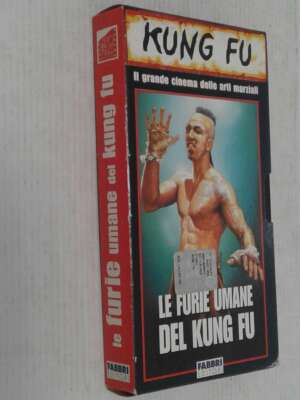 KUNG FU
Il grande cinema delle arti marziali
LE FURIE UMANE
DEL KUNG FU
FABBRI
le furie umane del kung fu
FABBRI